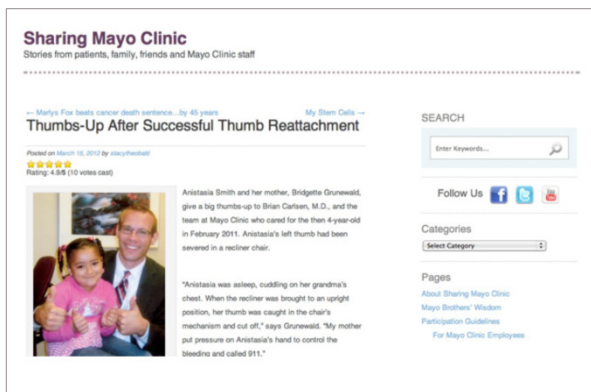 Sharing Mayo Clinic
Stories from patients, family, friends and Mayo Clinic staff
← Marlys Fox beats cancer death sentence...by 45 years
My Stem Cells →
Thumbs-Up After Successful Thumb Reattachment
Posted on March 15, 2012 by stacytheobald
Rating: 4.9/5 (10 votes cast)
Anistasia Smith and her mother, Bridgette Grunewald,
give a big thumbs-up to Brian Carlsen, M.D., and the
team at Mayo Clinic who cared for the then 4-year-old
in February 2011. Anistasia's left thumb had been
severed in a recliner chair.
"Anistasia was asleep, cuddling on her grandma's
chest. When the recliner was brought to an upright
position, her thumb was caught in the chair's
mechanism and cut off," says Grunewald. "My mother
put pressure on Anistasia's hand to control the
bleeding and called 911."
SEARCH
Enter Keywords...
Follow Us
You Tube
Categories
Select Category
Pages
About Sharing Mayo Clinic
Mayo Brothers' Wisdom
Participation Guidelines
For Mayo Clinic Employees